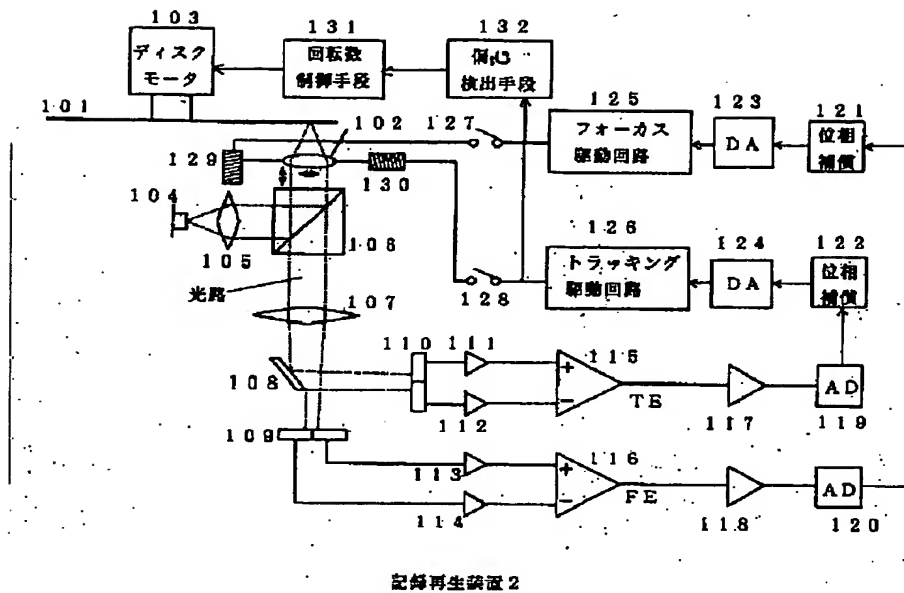 103
ディスク
モータ
131
回転数
制御手段
132
偏心
検出手段
101
102
127
125
フォーカス
駆動回路
123
DA
121
位相
補償
129
130
104
105
106
126
トラッキング
駆動回路
124
DA
122
位相
補償
128
光路
107
110
111
108
115
+
-
TE
117
AD
119
112
109
113
116
+
-
FE
118
AD
120
114
記録再生装置2